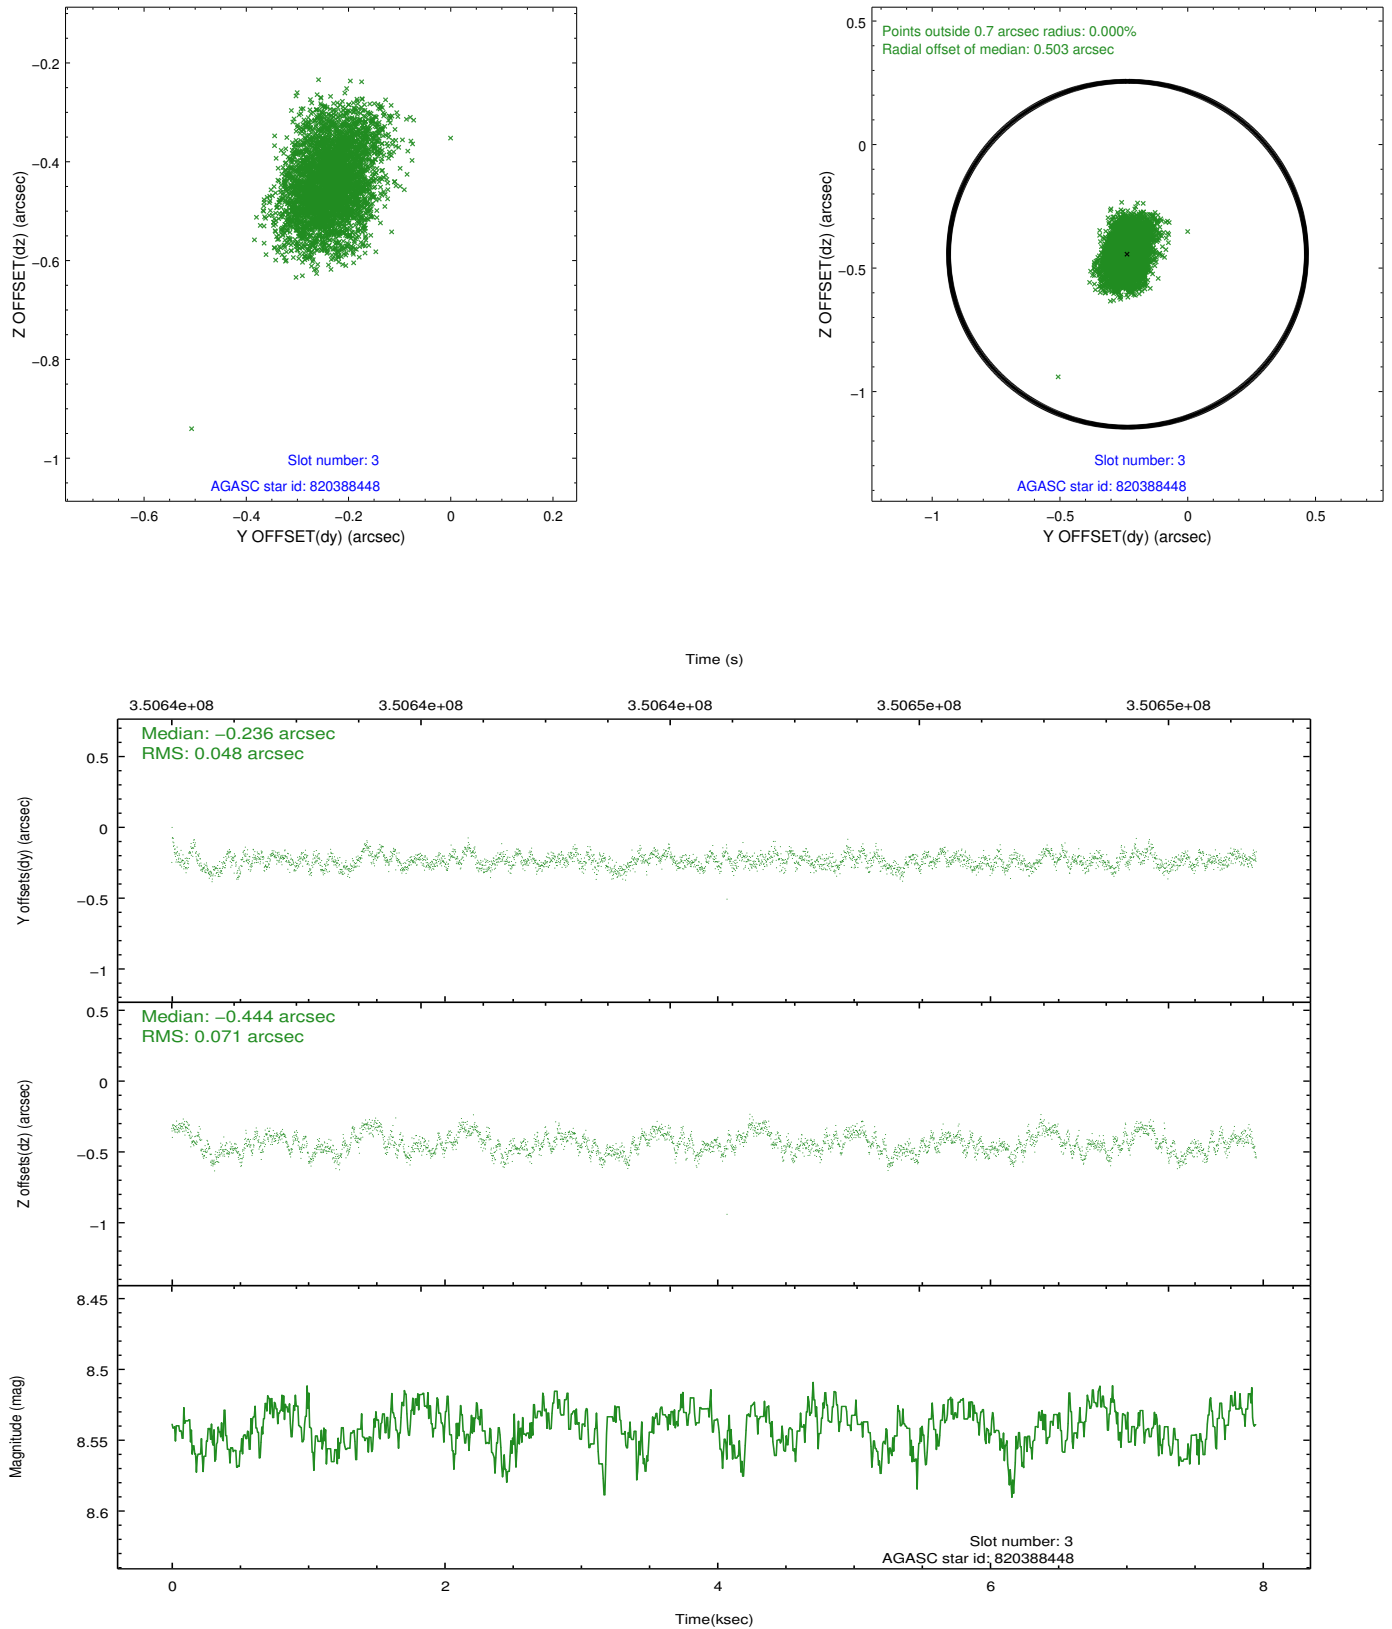 −0.2
−0.4
−0.6
−0.8
−1
Z OFFSET(dz) (arcsec)
Slot number: 3
AGASC star id: 820388448
−0.6
−0.4
−0.2
0
0.2
Y OFFSET(dy) (arcsec)
Points outside 0.7 arcsec radius: 0.000%
Radial offset of median: 0.503 arcsec
0.5
0
−0.5
−1
Z OFFSET(dz) (arcsec)
Slot number: 3
AGASC star id: 820388448
−1
−0.5
0
0.5
Y OFFSET(dy) (arcsec)
Time (s)
3.5064e+08
3.5064e+08
3.5064e+08
3.5065e+08
3.5065e+08
Median: −0.236 arcsec
RMS: 0.048 arcsec
0.5
0
−0.5
−1
Y offsets(dy) (arcsec)
Median: −0.444 arcsec
RMS: 0.071 arcsec
0.5
0
−0.5
−1
Z offsets(dz) (arcsec)
8.45
8.5
8.55
8.6
Magnitude (mag)
Slot number: 3
AGASC star id: 820388448
0
2
4
6
8
Time(ksec)